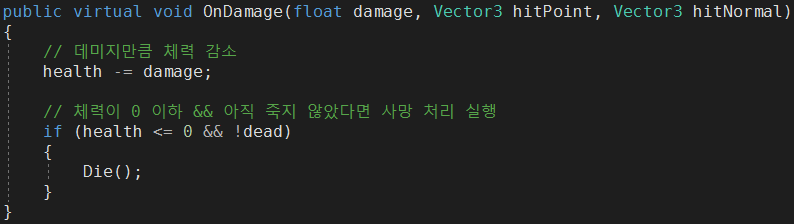 public virtual void OnDamage(float damage, Vector3 hitPoint, Vector3 hitNormal)
{
// 데미지만큼 체력 감소
health -= damage;
// 체력이 0 이하 && 아직 죽지 않았다면 사망 처리 실행
if (health <= 0 && !dead)
{
Die();
}
}